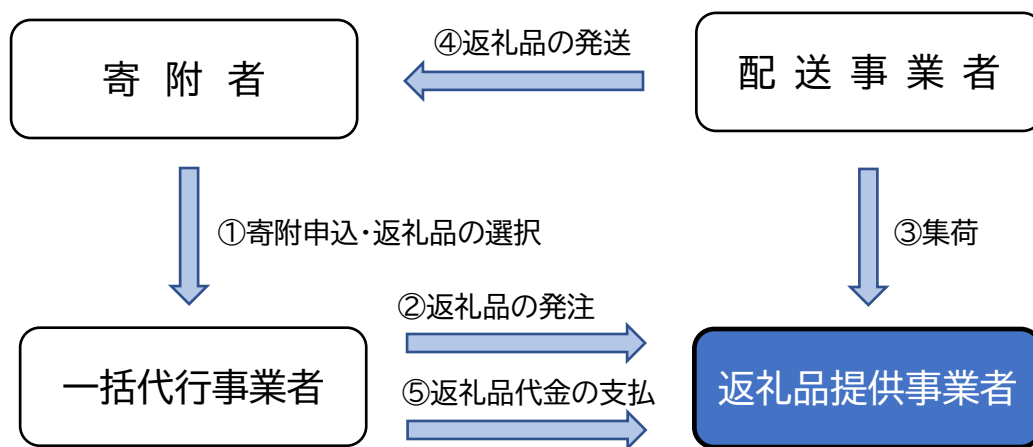 ④返礼品の発送
寄附者
配送事業者
①寄附申込・返礼品の選択
③集荷
②返礼品の発注
一括代行事業者
⑤返礼品代金の支払
返礼品提供事業者